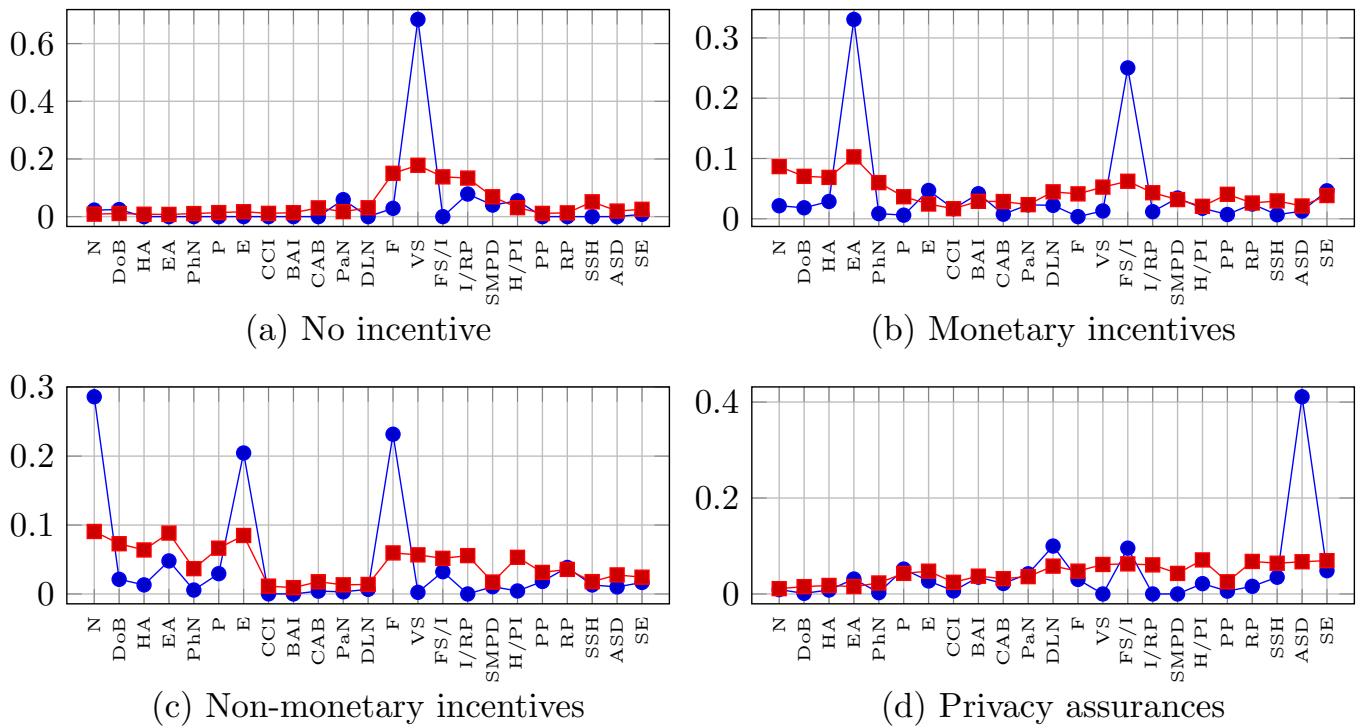 0.6
0.4
0.2
0
N DoB HA EA PhN P E CCI BAI CAB PaN DLN F VS FS/I I/RP SMPD H/PI PP RP SSH ASD SE
(a) No incentive
0.3
0.2
0.1
0
N DoB HA EA PhN P E CCI BAI CAB PaN DLN F VS FS/I I/RP SMPD H/PI PP RP SSH ASD SE
(b) Monetary incentives
0.3
0.2
0.1
0
N DoB HA EA PhN P E CCI BAI CAB PaN DLN F VS FS/I I/RP SMPD H/PI PP RP SSH ASD SE
(c) Non-monetary incentives
0.4
0.2
0
N DoB HA EA PhN P E CCI BAI CAB PaN DLN F VS FS/I I/RP SMPD H/PI PP RP SSH ASD SE
(d) Privacy assurances